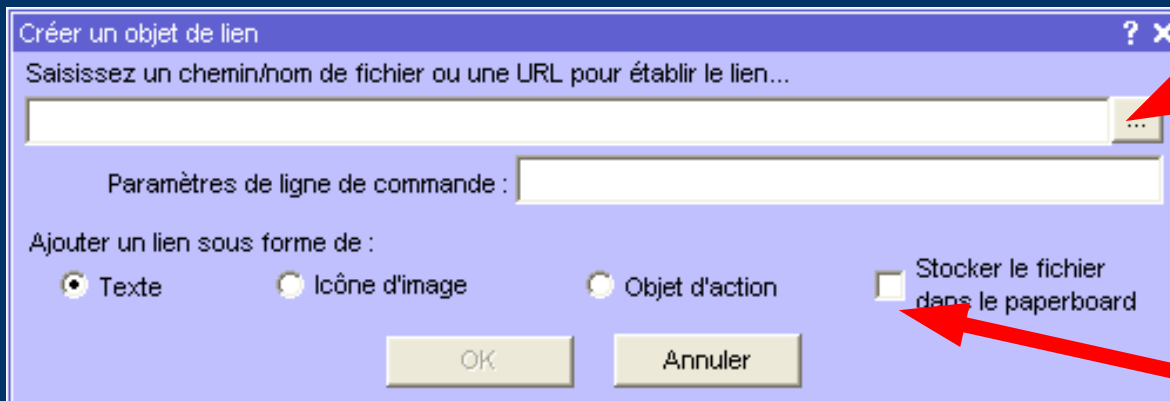 Créer un objet de lien ? ×
Saisissez un chemin/nom de fichier ou une URL pour établir le lien...
...
Paramètres de ligne de commande :
Ajouter un lien sous forme de :
Texte Icône d'image Objet d'action Stocker le fichier
dans le paperboard
OK Annuler